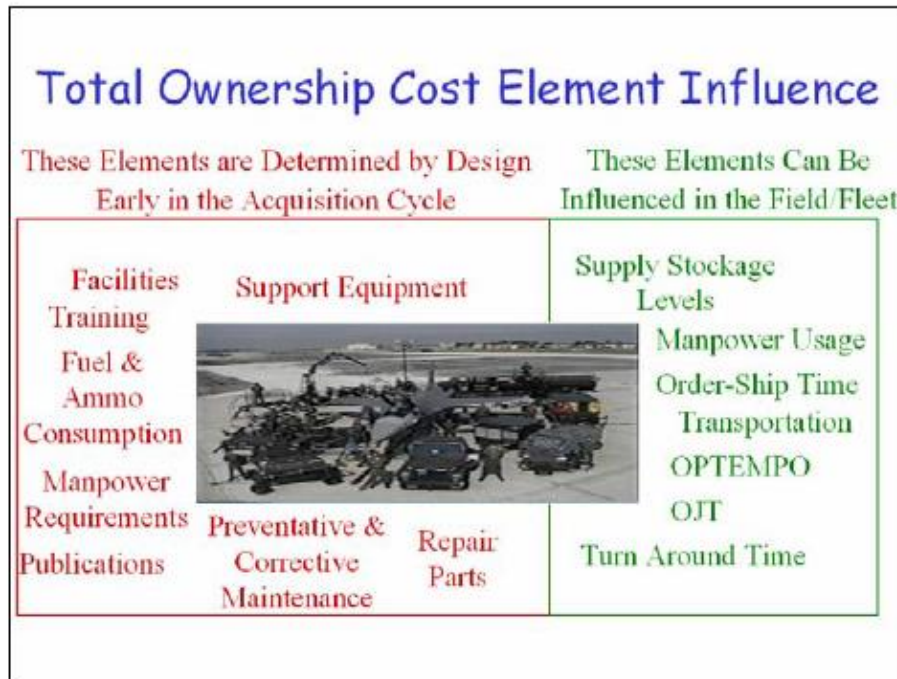 Total Ownership Cost Element Influence
These Elements are Determined by Design
Early in the Acquisition Cycle
These Elements Can Be
Influenced in the Field/Fleet
Facilities
Training
Fuel &
Ammo
Consumption
Manpower
Requirements
Publications
Support Equipment
Preventative &
Corrective
Maintenance
Repair
Parts
Supply Stockage
Levels
Manpower Usage
Order-Ship Time
Transportation
OPTEMPO
OJT
Turn Around Time